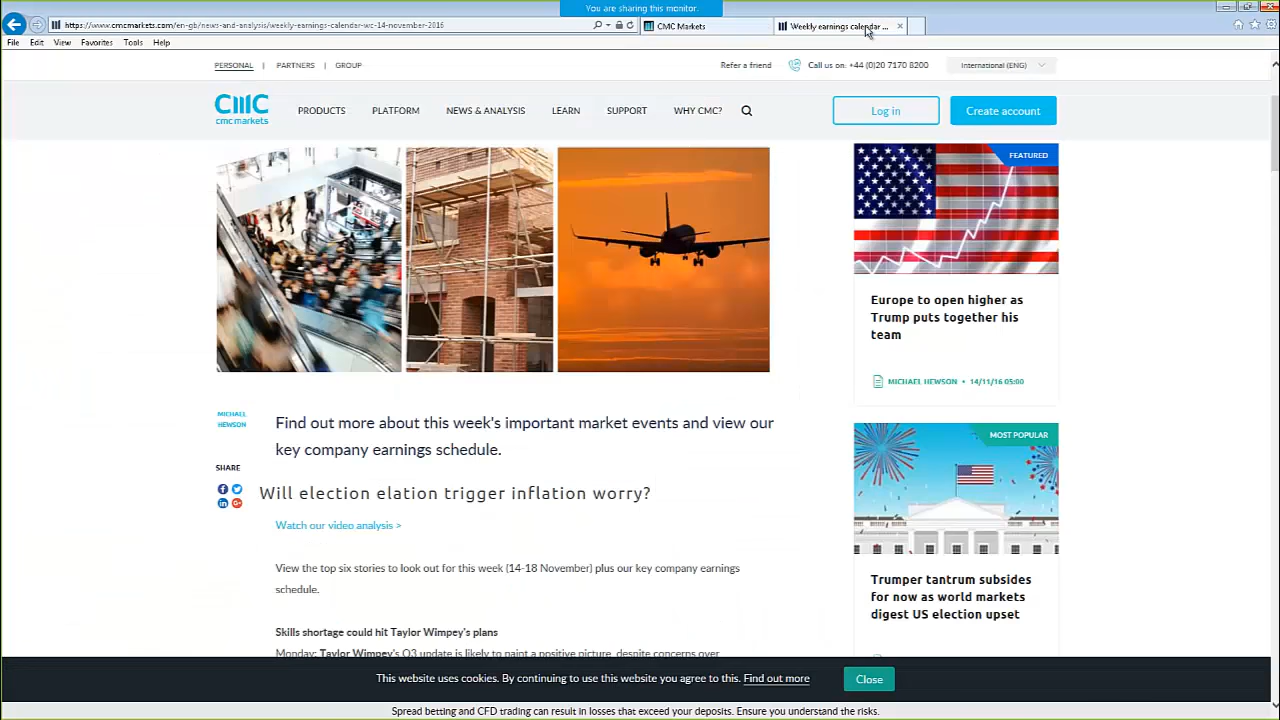 You are sharing this monitor.
https://www.cmcmarkets.com/en-gb/news-and-analysis/weekly-earnings-calendar-wc-14-november-2016
CMC Markets
Weekly earnings calendar ...
File Edit View Favorites Tools Help
PERSONAL | PARTNERS | GROUP
Refer a friend Call us on: +44 (0)20 7170 8200 International (ENG)
CMC
cmc markets
PRODUCTS PLATFORM NEWS & ANALYSIS LEARN SUPPORT WHY CMC?
Log in Create account
FEATURED
Europe to open higher as
Trump puts together his
team
MICHAEL HEWSON • 14/11/16 05:00
MICHAEL
HEWSON
SHARE
Find out more about this week's important market events and view our
key company earnings schedule.
Will election elation trigger inflation worry?
Watch our video analysis >
View the top six stories to look out for this week (14-18 November) plus our key company earnings
schedule.
Skills shortage could hit Taylor Wimpey's plans
Monday: Taylor Wimpey's Q3 update is likely to paint a positive picture, despite concerns over
MOST POPULAR
Trumper tantrum subsides
for now as world markets
digest US election upset
This website uses cookies. By continuing to use this website you agree to this. Find out more
Close
Spread betting and CFD trading can result in losses that exceed your deposits. Ensure you understand the risks.